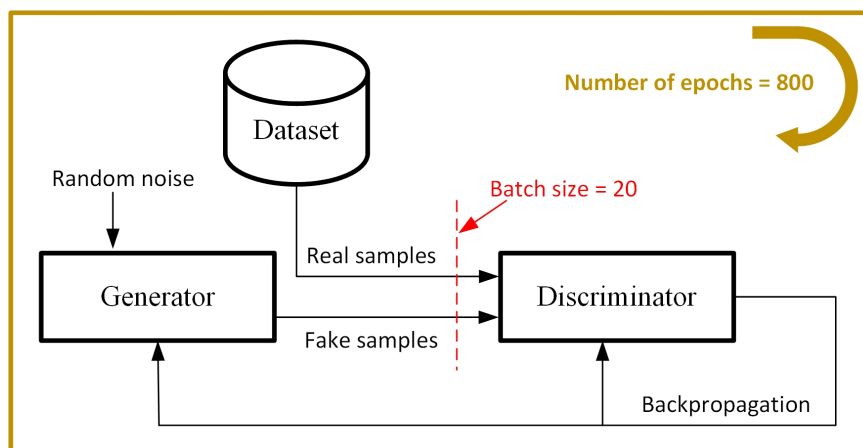 Number of epochs = 800
Dataset
Random noise
Batch size = 20
Real samples
Generator
Discriminator
Fake samples
Backpropagation